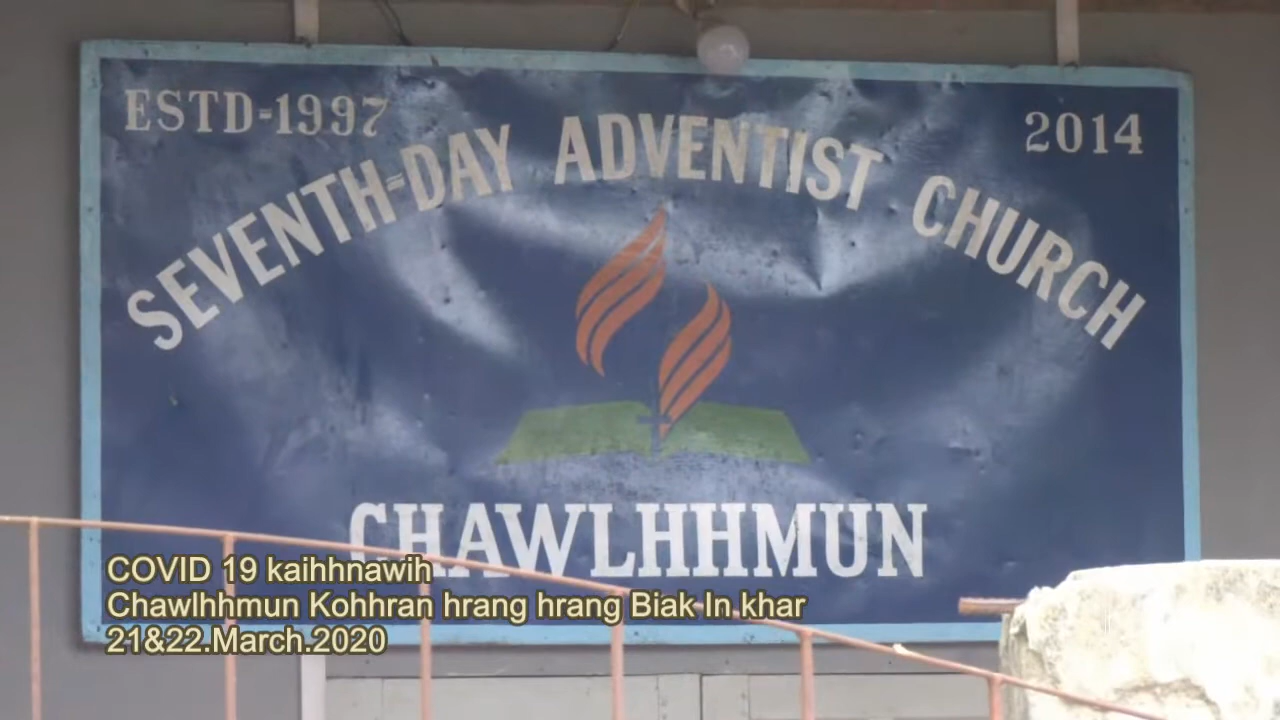 ESTD-1997
2014
SEVENTH-DAY ADVENTIST CHURCH
CHAWLHHMUN
COVID 19 kaihhnawih
Chawlhhmun Kohhran hrang hrang Biak In khar
21&22.March.2020